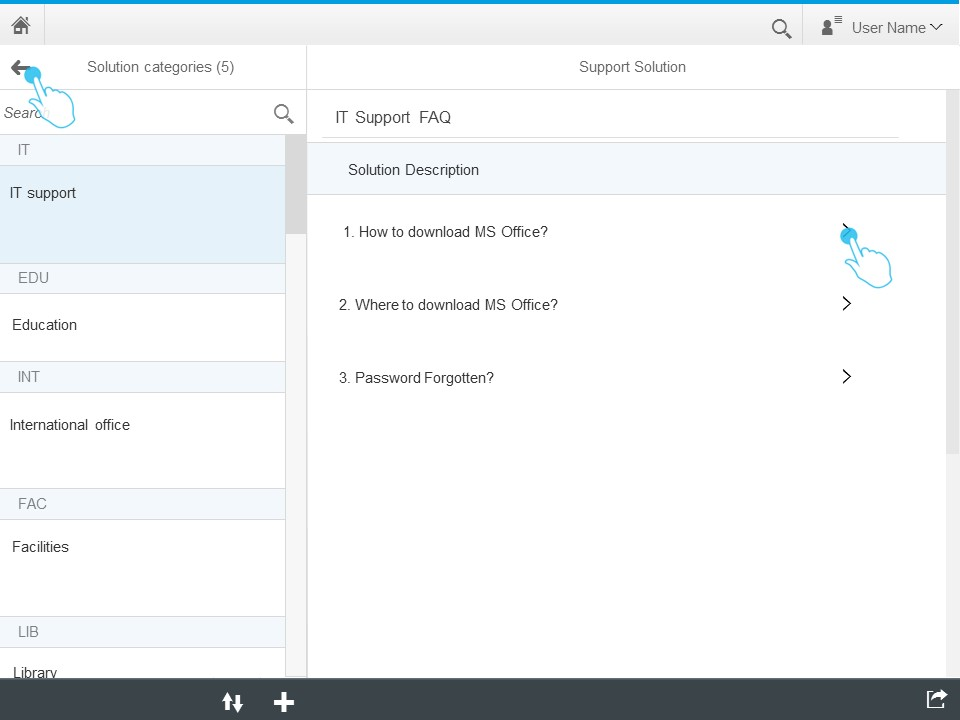 User Name
Solution categories (5)
Support Solution
Search
IT Support FAQ
IT
Solution Description
IT support
1. How to download MS Office?
EDU
2. Where to download MS Office?
Education
INT
3. Password Forgotten?
International office
FAC
Facilities
LIB
Library